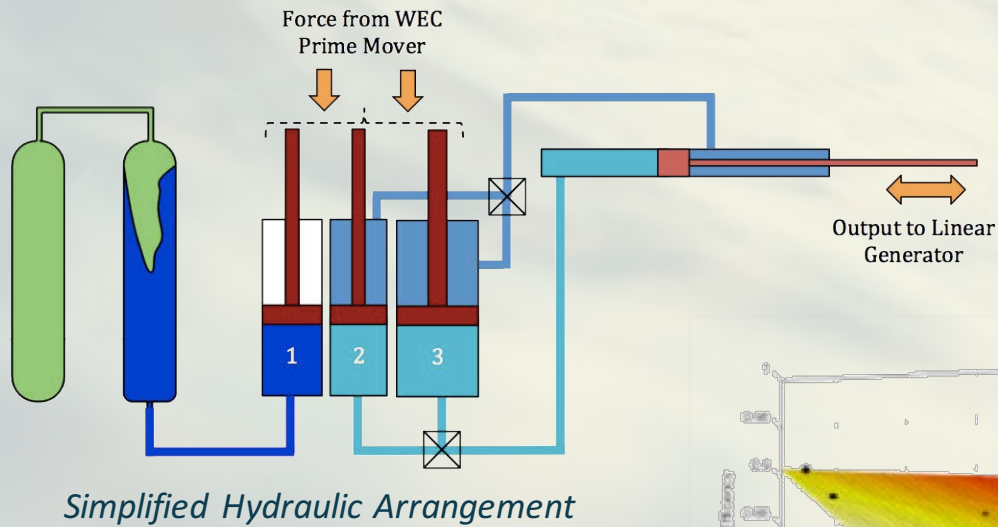 Force from WEC
Prime Mover
Output to Linear
Generator
1 2 3
Simplified Hydraulic Arrangement